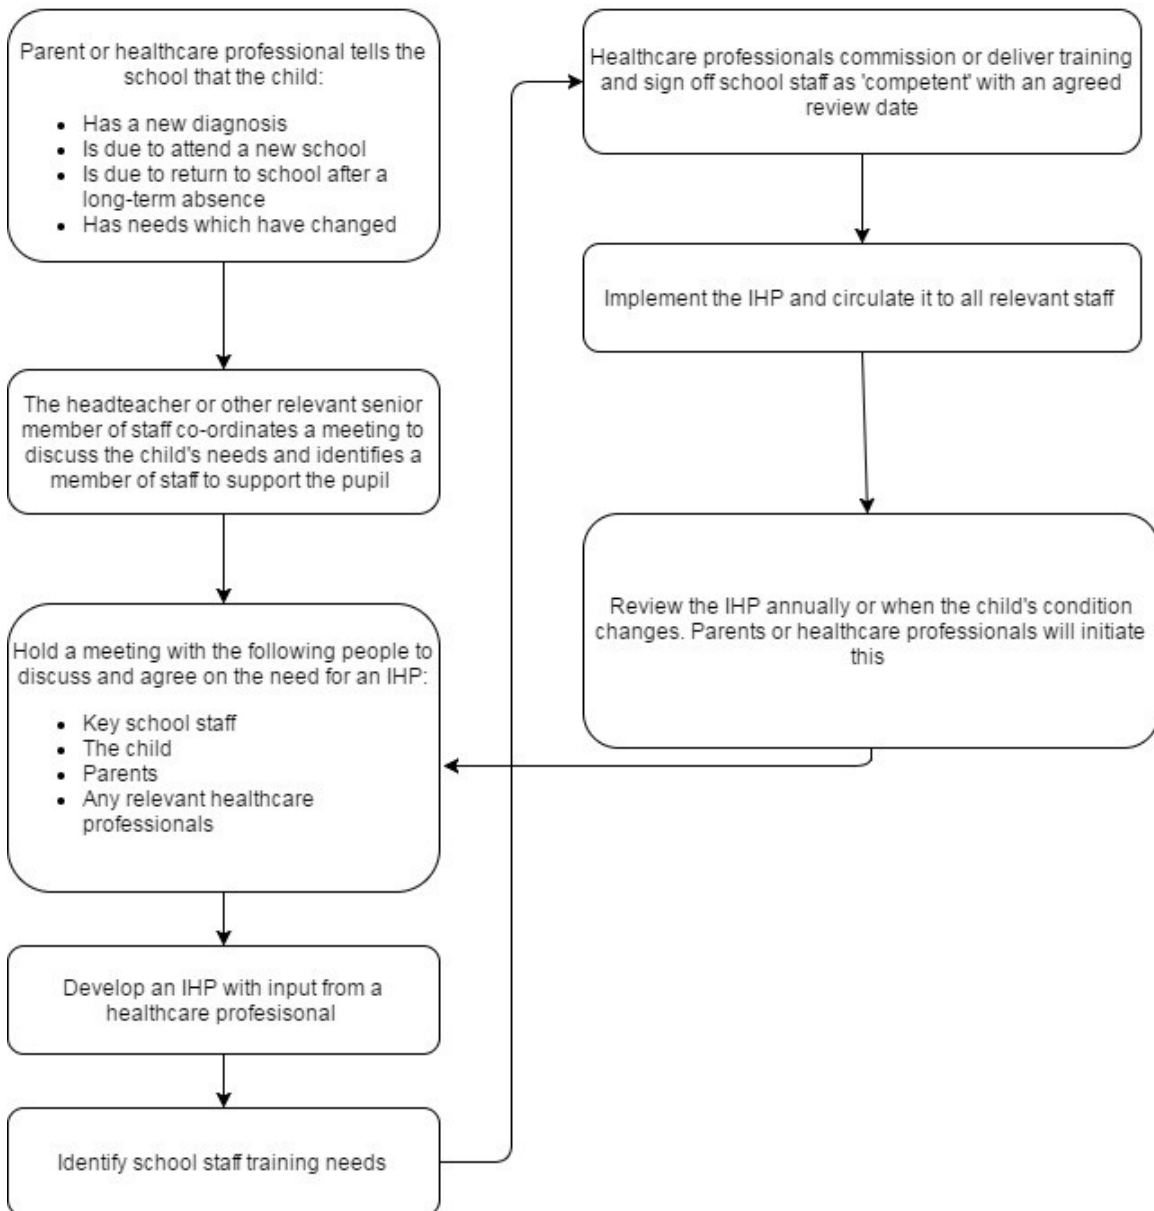 Parent or healthcare professional tells the
school that the child:
• Has a new diagnosis
• Is due to attend a new school
• Is due to return to school after a
long-term absence
• Has needs which have changed
The headteacher or other relevant senior
member of staff co-ordinates a meeting to
discuss the child's needs and identifies a
member of staff to support the pupil
Hold a meeting with the following people to
discuss and agree on the need for an IHP:
• Key school staff
• The child
• Parents
• Any relevant healthcare
professionals
Develop an IHP with input from a
healthcare profesisonal
Identify school staff training needs
Healthcare professionals commission or deliver training
and sign off school staff as 'competent' with an agreed
review date
Implement the IHP and circulate it to all relevant staff
Review the IHP annually or when the child's condition
changes. Parents or healthcare professionals will initiate
this